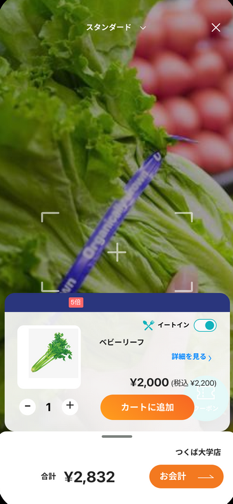 スタンダード
5倍
イートイン
ベビーリーフ
詳細を見る
¥2,000 (税込 ¥2,200)
- 1 +
カートに追加
つくば大学店
合計 ¥2,832
お会計